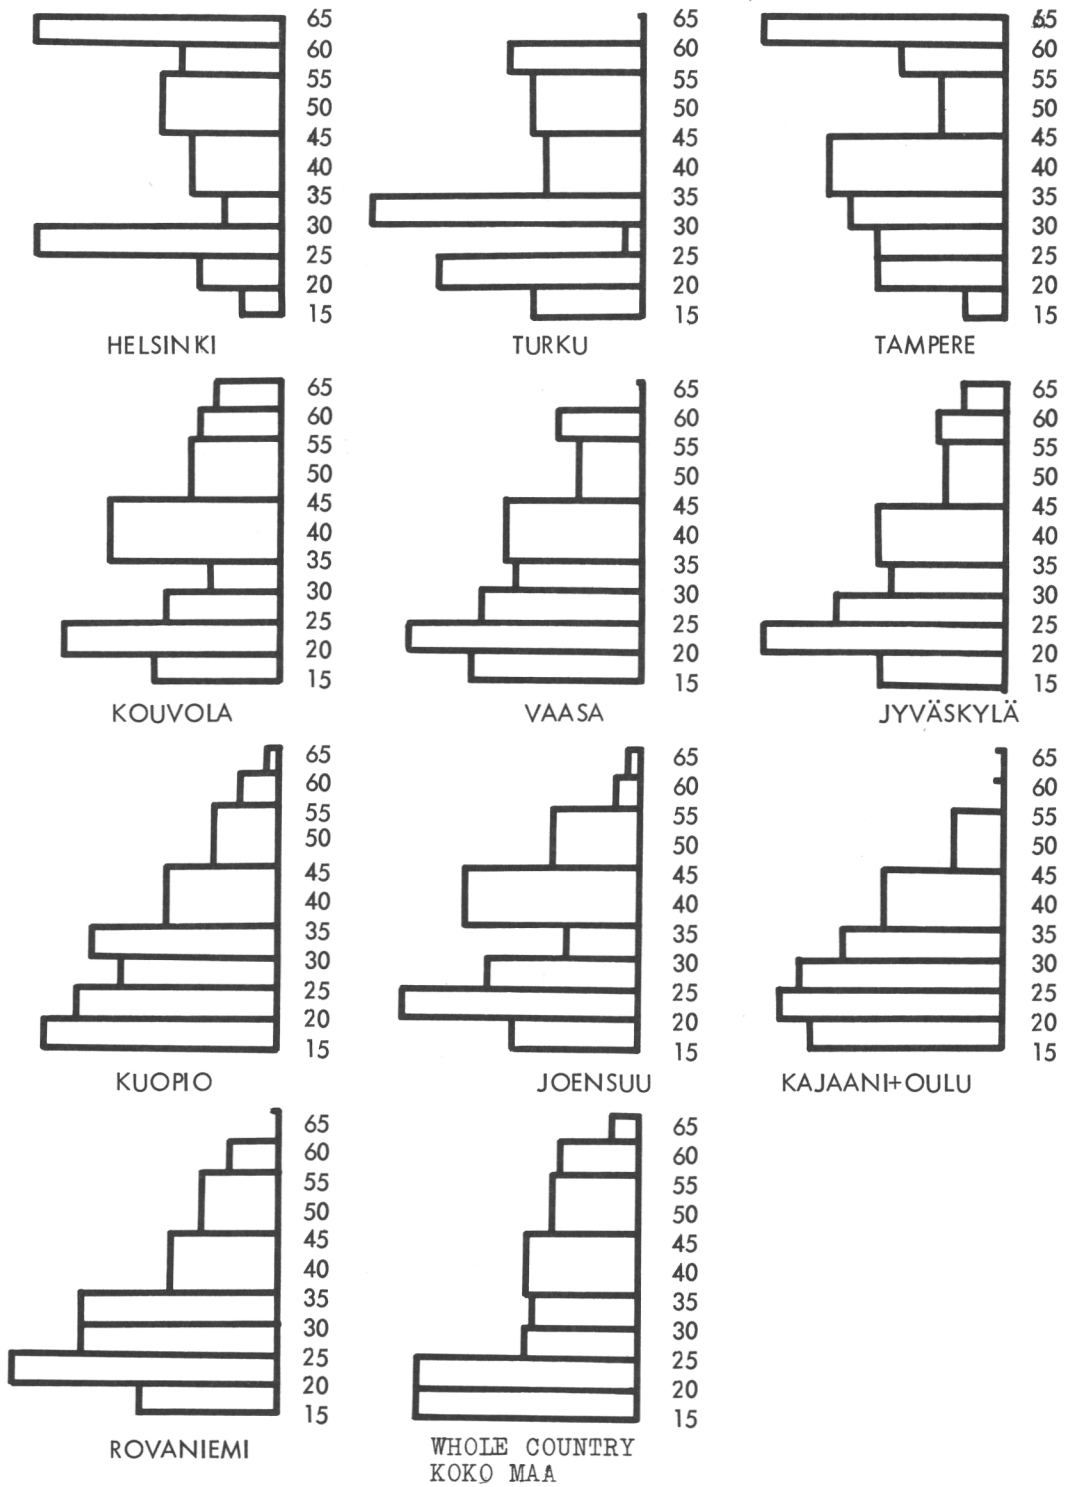 65 65 65
60 60 60
55 55 55
50 50 50
45 45 45
40 40 40
35 35 35
30 30 30
25 25 25
20 20 20
15 15 15
HELSINKI TURKU TAMPERE
65 65 65
60 60 60
55 55 55
50 50 50
45 45 45
40 40 40
35 35 35
30 30 30
25 25 25
20 20 20
15 15 15
KOUVOLA VAASA JYVÄSKYLÄ
65 65 65
60 60 60
55 55 55
50 50 50
45 45 45
40 40 40
35 35 35
30 30 30
25 25 25
20 20 20
15 15 15
KUOPIO JOENSUU KAJAANI+OULU
65 65
60 60
55 55
50 50
45 45
40 40
35 35
30 30
25 25
20 20
15 15
ROVANIEMI WHOLE COUNTRY
KOKO MAA